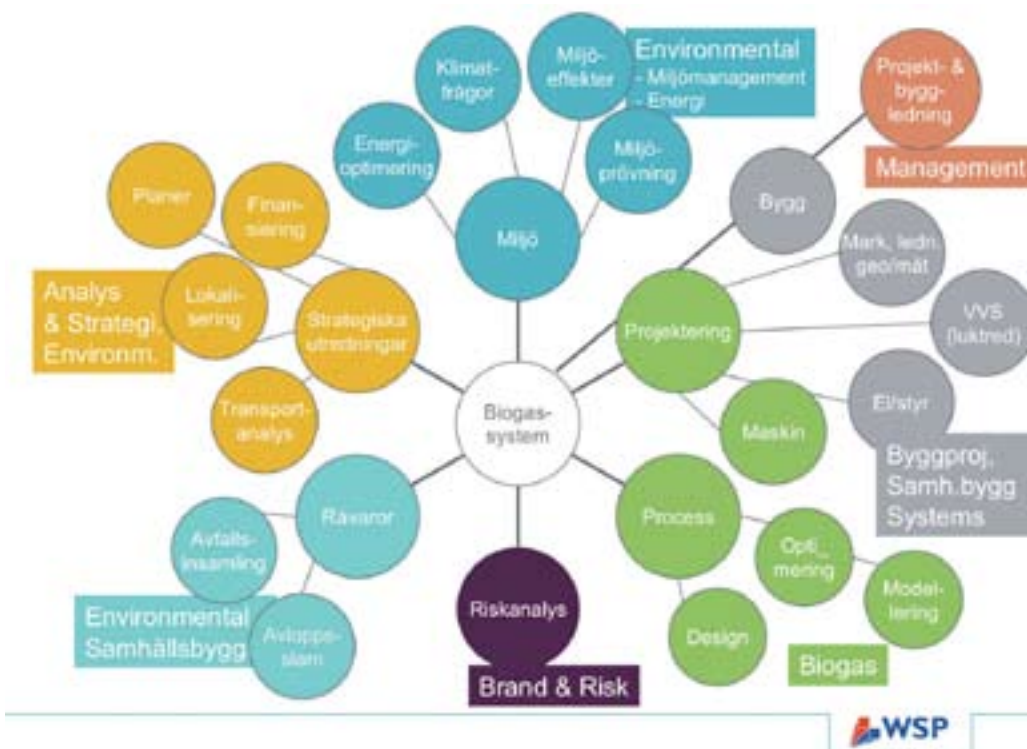 Klimat-
frågor
Miljö-
effekter
Environmental
- Miljömanagement
- Energi
Projekt- &
bygg-
ledning
Energi-
optimering
Miljö-
prövning
Management
Planer
Finan-
siering
Miljö
Bygg
Mark, ledn.
geo/mät
Analys
& Strategi,
Environm.
Lokali-
sering
Strategiska
utredningar
Projektering
VVS
(luktred)
Transport-
analys
Biogas-
system
Maskin
El/styr
Byggproj,
Samh.bygg
Systems
Råvaror
Process
Avfalls-
insamling
Opti_
mering
Model-
lering
Environmental
Samhällsbygg
Avlopps-
slam
Riskanalys
Design
Biogas
Brand & Risk
WSP